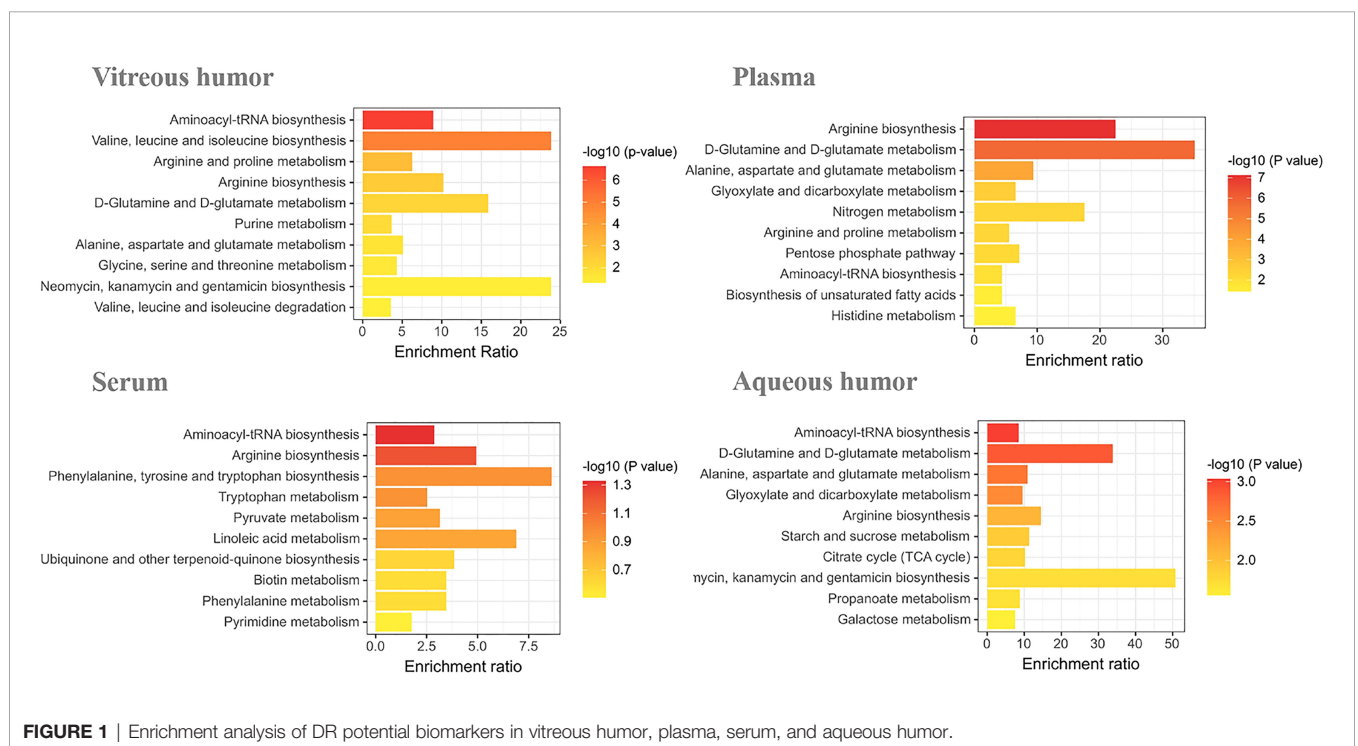 Vitreous humor
Aminoacyl-tRNA biosynthesis
Valine, leucine and isoleucine biosynthesis
Arginine and proline metabolism
Arginine biosynthesis
D-Glutamine and D-glutamate metabolism
Purine metabolism
Alanine, aspartate and glutamate metabolism
Glycine, serine and threonine metabolism
Neomycin, kanamycin and gentamicin biosynthesis
Valine, leucine and isoleucine degradation
0 5 10 15 20 25
Enrichment Ratio
-log10 (p-value)
6
5
4
3
2
Plasma
Arginine biosynthesis
D-Glutamine and D-glutamate metabolism
Alanine, aspartate and glutamate metabolism
Glyoxylate and dicarboxylate metabolism
Nitrogen metabolism
Arginine and proline metabolism
Pentose phosphate pathway
Aminoacyl-tRNA biosynthesis
Biosynthesis of unsaturated fatty acids
Histidine metabolism
0 10 20 30
Enrichment ratio
-log10 (P value)
7
6
5
4
3
2
Serum
Aminoacyl-tRNA biosynthesis
Arginine biosynthesis
Phenylalanine, tyrosine and tryptophan biosynthesis
Tryptophan metabolism
Pyruvate metabolism
Linoleic acid metabolism
Ubiquinone and other terpenoid-quinone biosynthesis
Biotin metabolism
Phenylalanine metabolism
Pyrimidine metabolism
0.0 2.5 5.0 7.5
Enrichment ratio
-log10 (P value)
1.3
1.1
0.9
0.7
Aqueous humor
Aminoacyl-tRNA biosynthesis
D-Glutamine and D-glutamate metabolism
Alanine, aspartate and glutamate metabolism
Glyoxylate and dicarboxylate metabolism
Arginine biosynthesis
Starch and sucrose metabolism
Citrate cycle (TCA cycle)
mycin, kanamycin and gentamicin biosynthesis
Propanoate metabolism
Galactose metabolism
0 10 20 30 40 50
Enrichment ratio
-log10 (P value)
3.0
2.5
2.0
FIGURE 1 | Enrichment analysis of DR potential biomarkers in vitreous humor, plasma, serum, and aqueous humor.